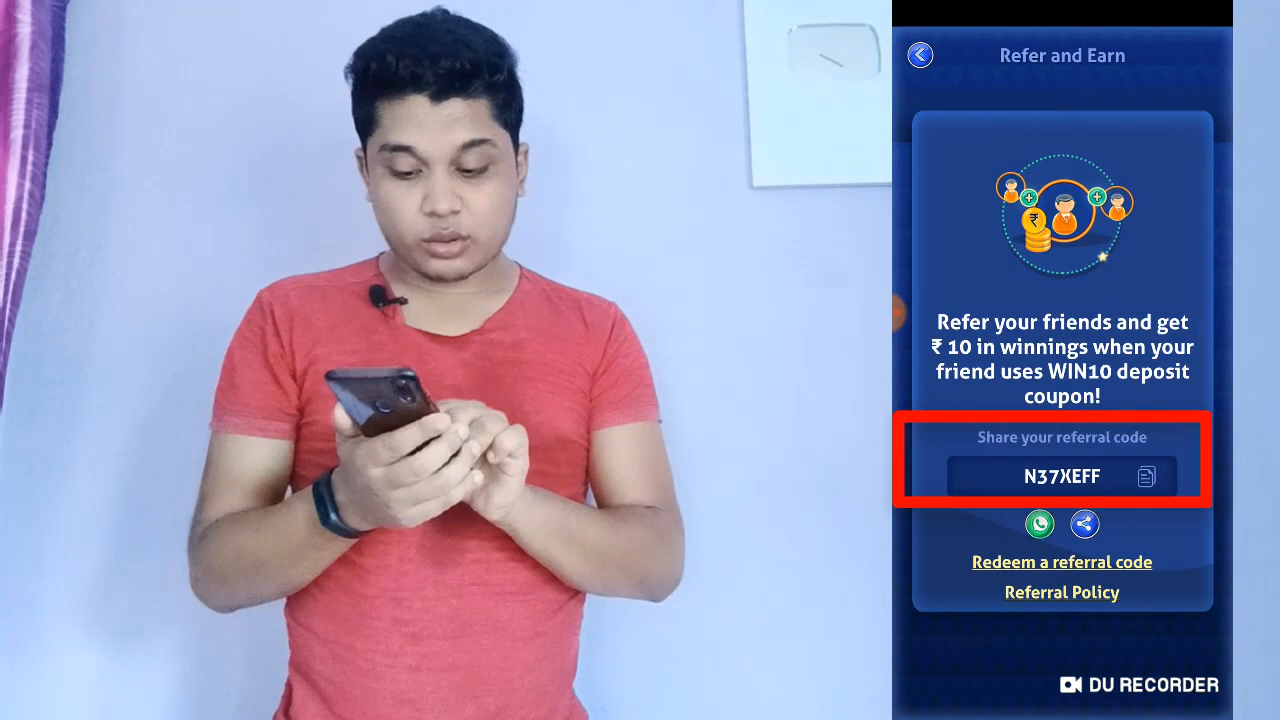 Refer and Earn
₹
Refer your friends and get
₹ 10 in winnings when your
friend uses WIN10 deposit
coupon!
Share your referral code
N37XEFF
Redeem a referral code
Referral Policy
DU RECORDER